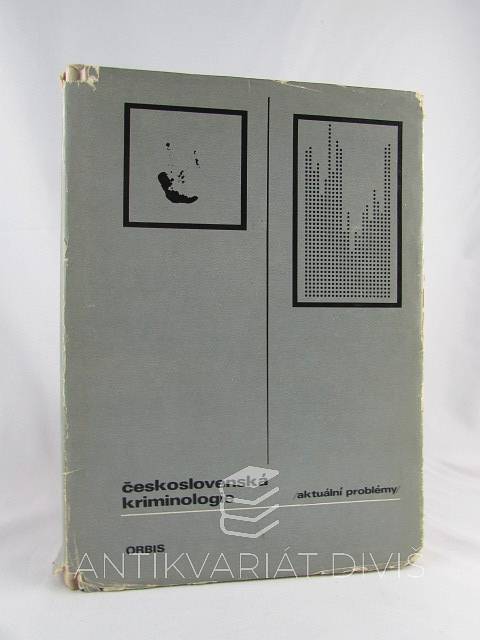 československá
kriminologie
/aktuální problémy/
ORBIS
ANTIKVARIÁT DIVIŠ